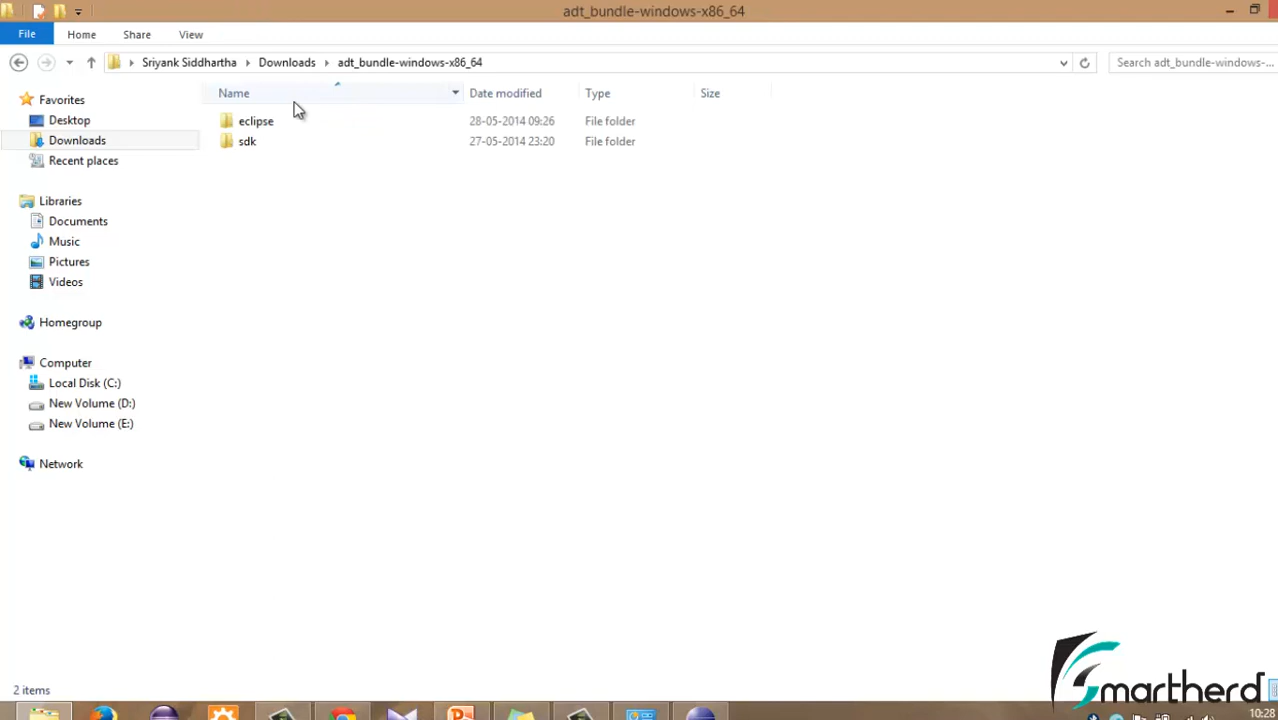 adt_bundle-windows-x86_64
File Home Share View
Sriyank Siddhartha Downloads adt_bundle-windows-x86_64 Search adt_bundle-windows-...
Name Date modified Type Size
Favorites
Desktop
Downloads
Recent places
eclipse 28-05-2014 09:26 File folder
sdk 27-05-2014 23:20 File folder
Libraries
Documents
Music
Pictures
Videos
Homegroup
Computer
Local Disk (C:)
New Volume (D:)
New Volume (E:)
Network
2 items
Smartherd
10:28